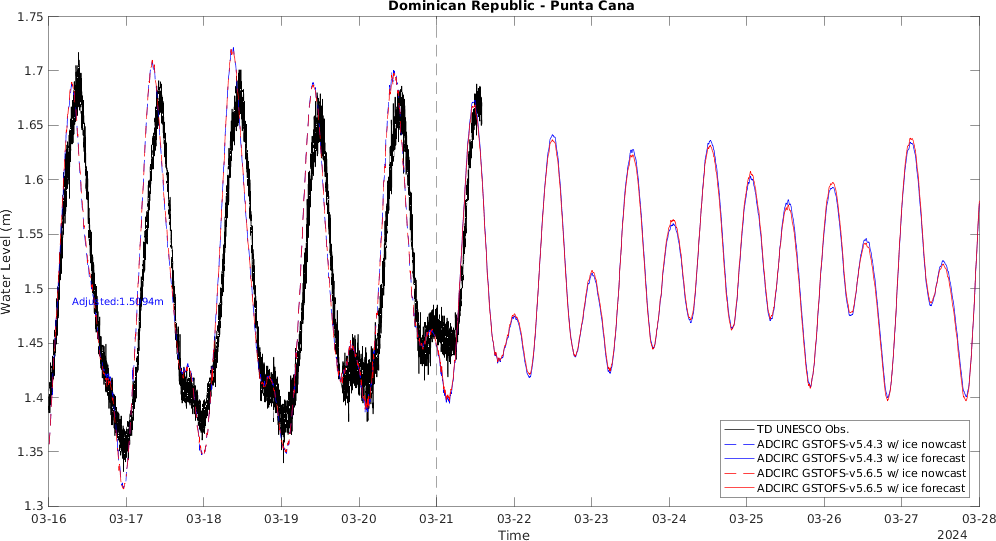 Dominican Republic - Punta Cana
1.75
1.7
1.65
1.6
1.55
1.5
1.45
1.4
1.35
1.3
Water Level (m)
Adjusted:1.5094m
TD UNESCO Obs.
ADCIRC GSTOFS-v5.4.3 w/ ice nowcast
ADCIRC GSTOFS-v5.4.3 w/ ice forecast
ADCIRC GSTOFS-v5.6.5 w/ ice nowcast
ADCIRC GSTOFS-v5.6.5 w/ ice forecast
03-16 03-17 03-18 03-19 03-20 03-21 03-22 03-23 03-24 03-25 03-26 03-27 03-28
Time
2024